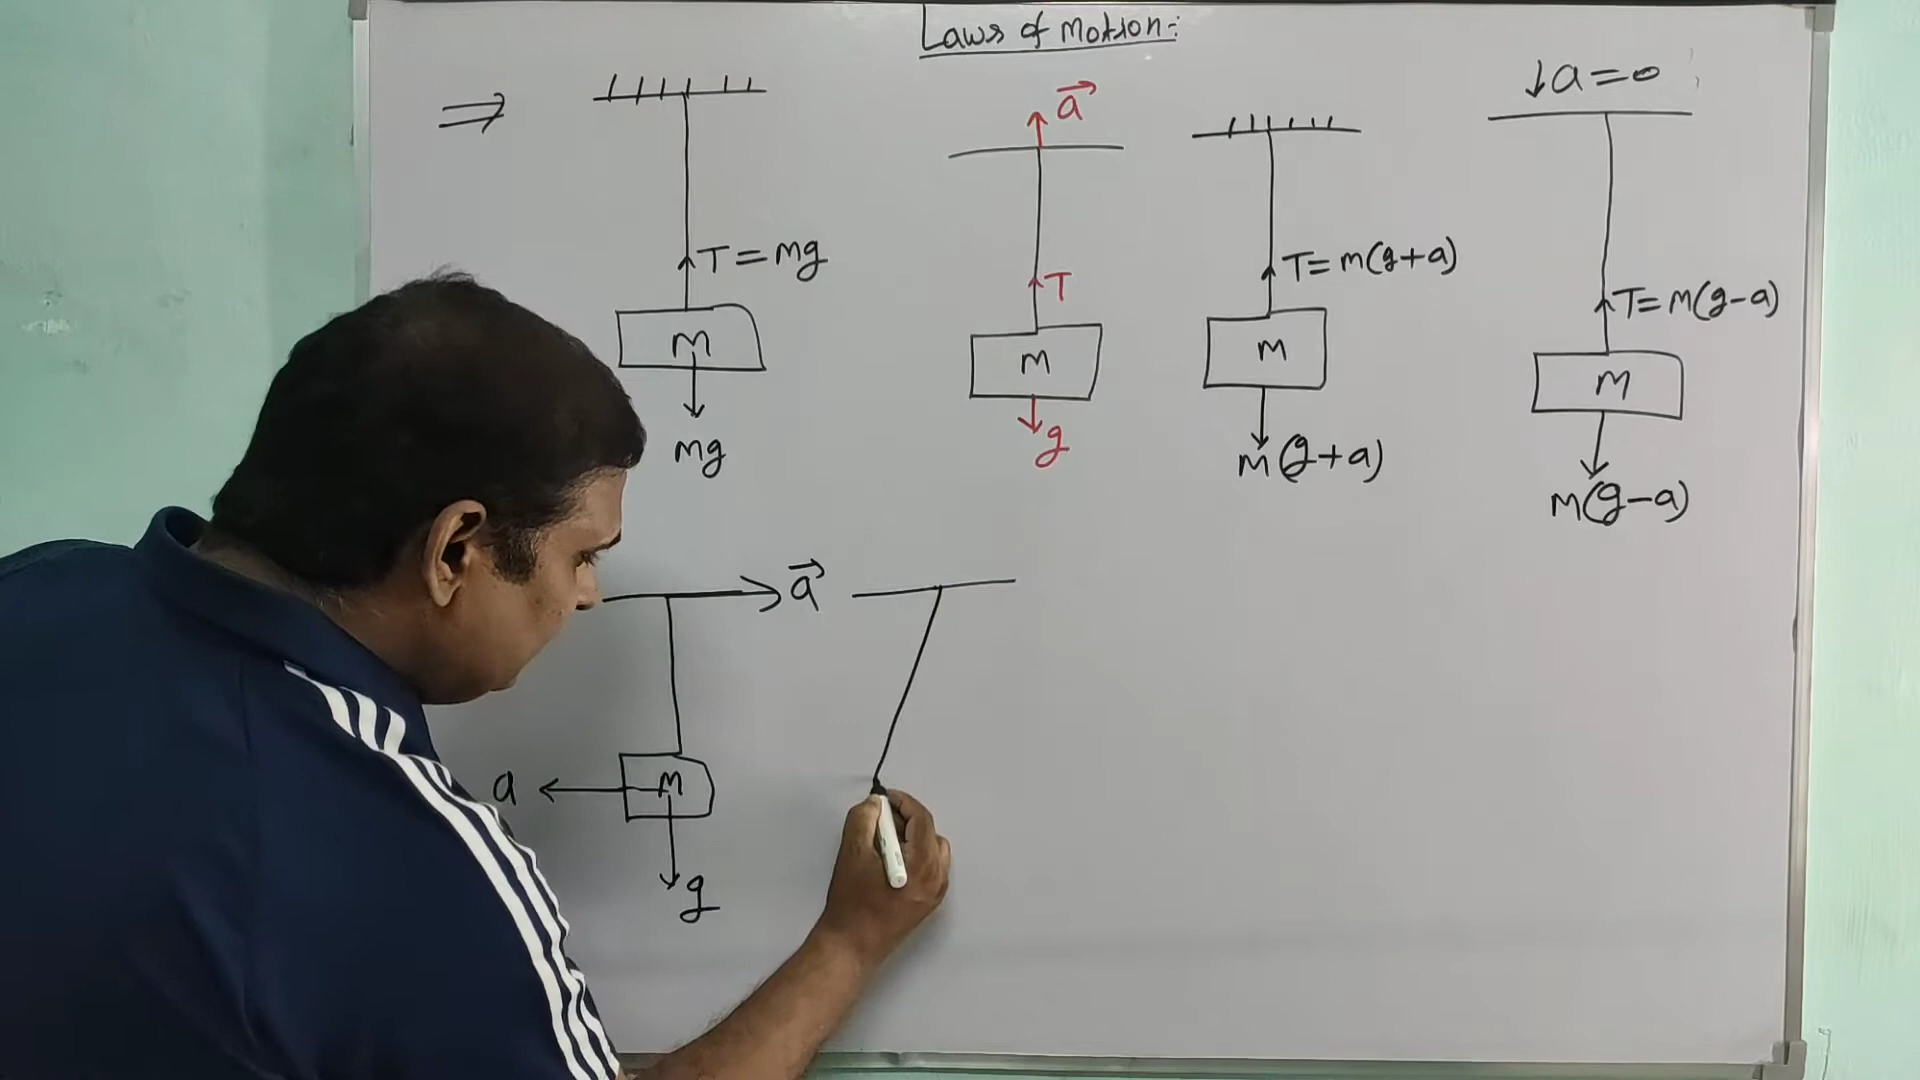 Laws of Motion:
T = mg
M
mg
a
T
M
g
T = m(g+a)
M
M(g+a)
↓a=0
T = M(g-a)
M
M(g-a)
a
a
M
g